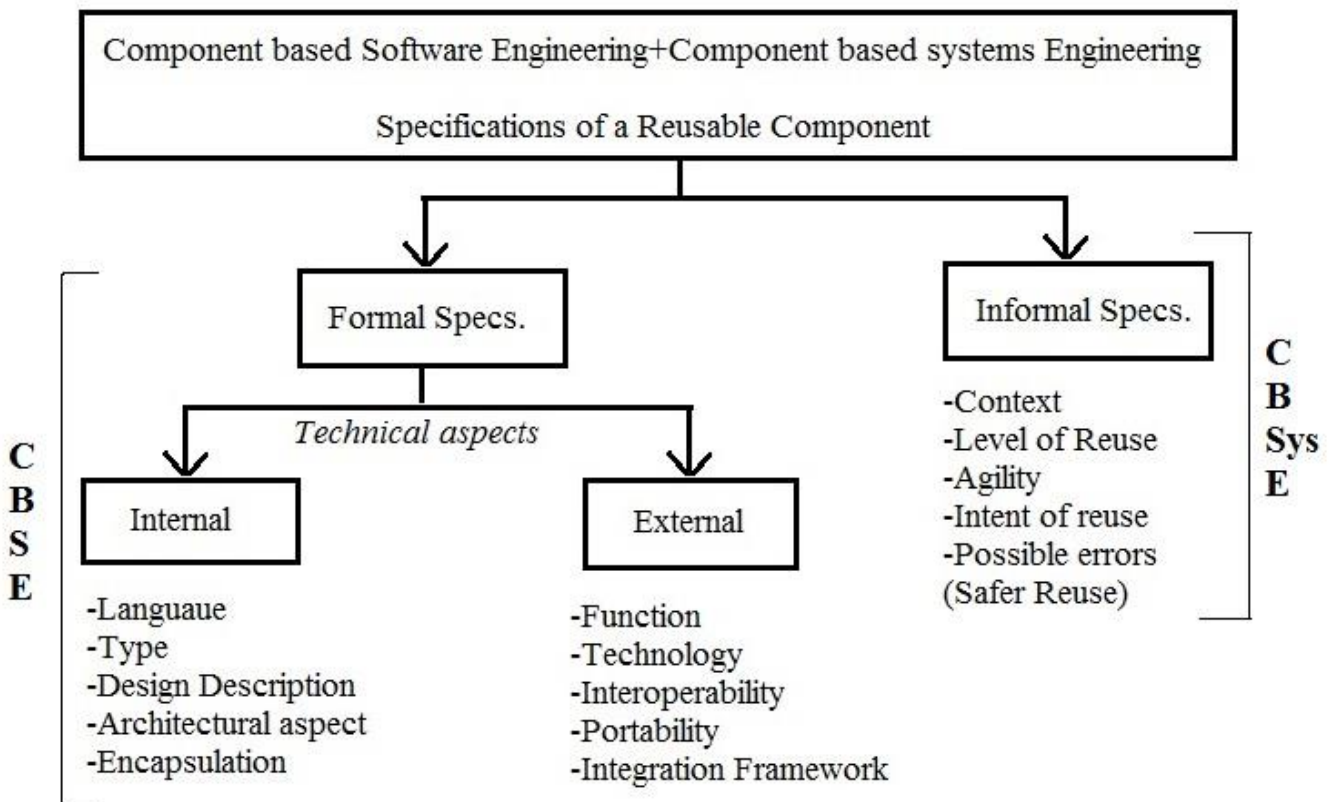 Component based Software Engineering+Component based systems Engineering
Specifications of a Reusable Component
Formal Specs.
Informal Specs.
Technical aspects
Internal
External
-Languaue
-Type
-Design Description
-Architectural aspect
-Encapsulation
-Function
-Technology
-Interoperability
-Portability
-Integration Framework
-Context
-Level of Reuse
-Agility
-Intent of reuse
-Possible errors
(Safer Reuse)
C
B
S
E
C
B
Sys
E